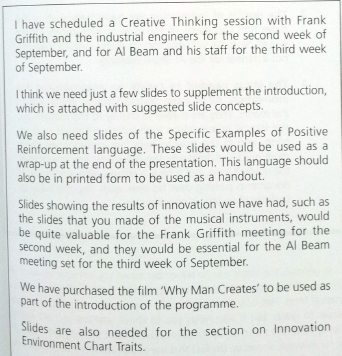 I have scheduled a Creative Thinking session with Frank
Griffith and the industrial engineers for the second week of
September, and for Al Beam and his staff for the third week
of September.
I think we need just a few slides to supplement the introduction,
which is attached with suggested slide concepts.
We also need slides of the Specific Examples of Positive
Reinforcement language. These slides would be used as a
wrap-up at the end of the presentation. This language should
also be in printed form to be used as a handout.
Slides showing the results of innovation we have had, such as
the slides that you made of the musical instruments, would
be quite valuable for the Frank Griffith meeting for the
second week, and they would be essential for the Al Beam
meeting set for the third week of September.
We have purchased the film 'Why Man Creates' to be used as
part of the introduction of the programme.
Slides are also needed for the section on Innovation
Environment Chart Traits.